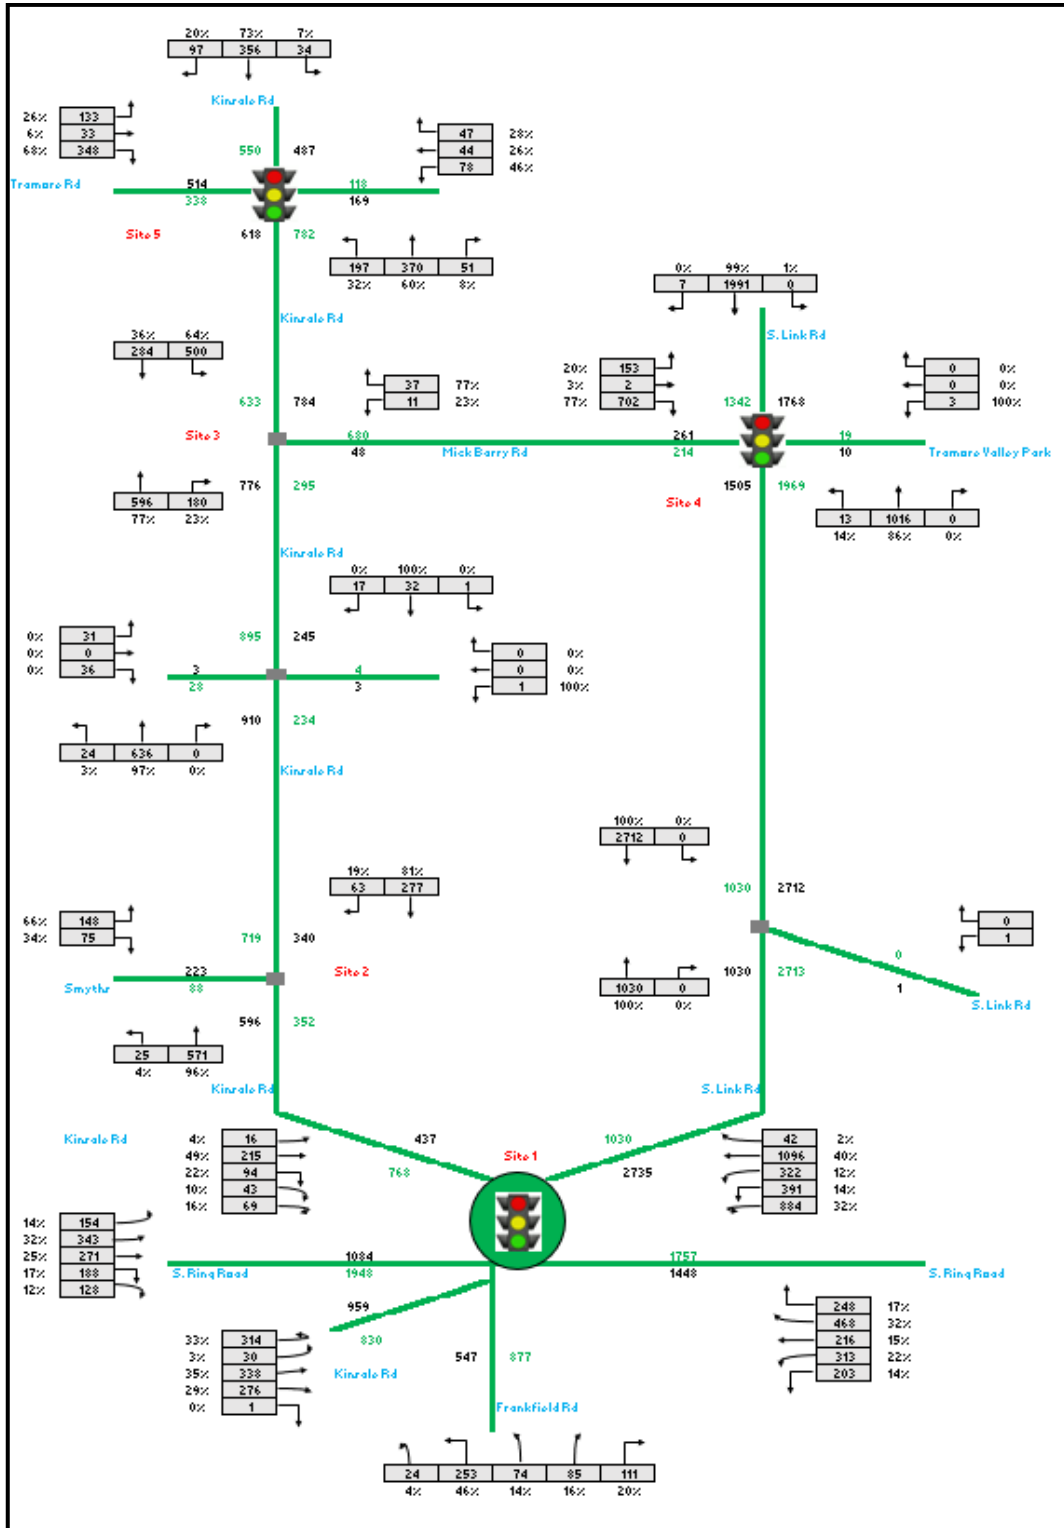 20% 73% 7%
97 356 34
Kinsale Rd
26% 133
6% 33
68% 348
47 28%
44 26%
78 46%
550 487
Tramore Rd
514 118
338 169
Site 5
618 782
197 370 51
32% 60% 8%
0% 99% 1%
7 1991 0
Kinsale Rd
S. Link Rd
36% 64%
284 500
37 77%
11 23%
20% 153
3% 2
77% 702
0 0%
0 0%
3 100%
633 784
1342 1768
Site 3
680 261 19
48 Mick Barry Rd 214 10 Tramore Valley Park
776 295
1505 1969
Site 4
596 180
77% 23%
13 1016 0
14% 86% 0%
Kinsale Rd
0% 100% 0%
17 32 1
0% 31
0% 0
0% 36
895 245
0 0%
0 0%
1 100%
3 4
28 3
910 234
24 636 0
3% 97% 0%
Kinsale Rd
100% 0%
2712 0
19% 81%
63 277
1030 2712
66% 148
34% 75
0
1
719 340
223 Site 2
Smythe 88
1030 0
100% 0%
1030 2713
0
1
S. Link Rd
596 352
25 571
4% 96%
Kinsale Rd
S. Link Rd
Kinsale Rd
4% 16
49% 215
22% 94
10% 43
16% 69
437 1030
768 Site 1 2735
42 2%
1096 40%
322 12%
391 14%
884 32%
14% 154
32% 343
25% 271
17% 188
12% 128
1084 1757
S. Ring Road 1948 1448 S. Ring Road
959
830
248 17%
468 32%
216 15%
313 22%
203 14%
33% 314
3% 30
35% 338
29% 276
0% 1
547 877
Kinsale Rd
Frankfield Rd
24 253 74 85 111
4% 46% 14% 16% 20%